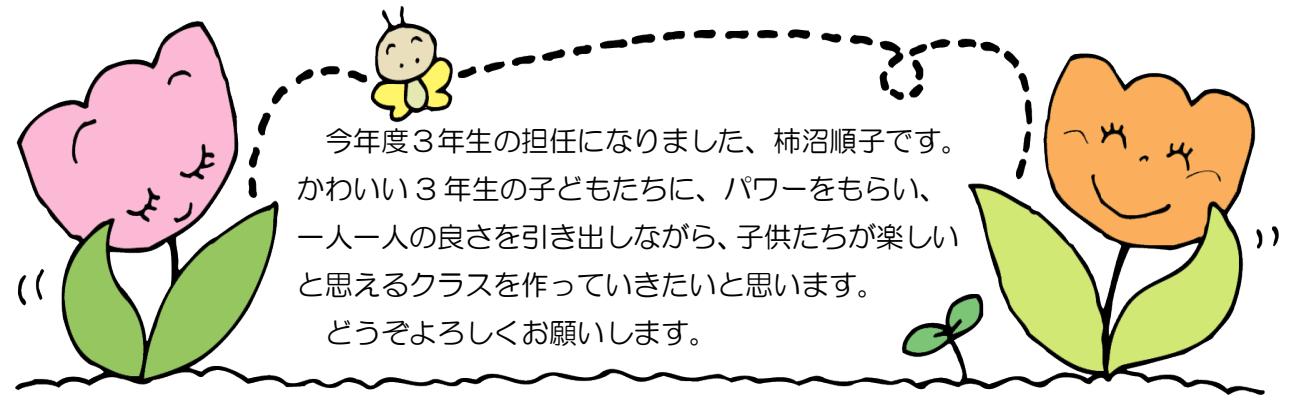 今年度３年生の担任になりました、柿沼順子です。
かわいい３年生の子どもたちに、パワーをもらい、
一人一人の良さを引き出しながら、子供たちが楽しい
と思えるクラスを作っていきたいと思います。
どうぞよろしくお願いします。